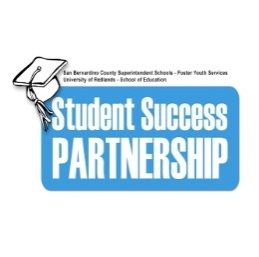 San Bernardino County Superintendent Schools - Foster Youth Services
University of Redlands - School of Education
Student Success
PARTNERSHIP